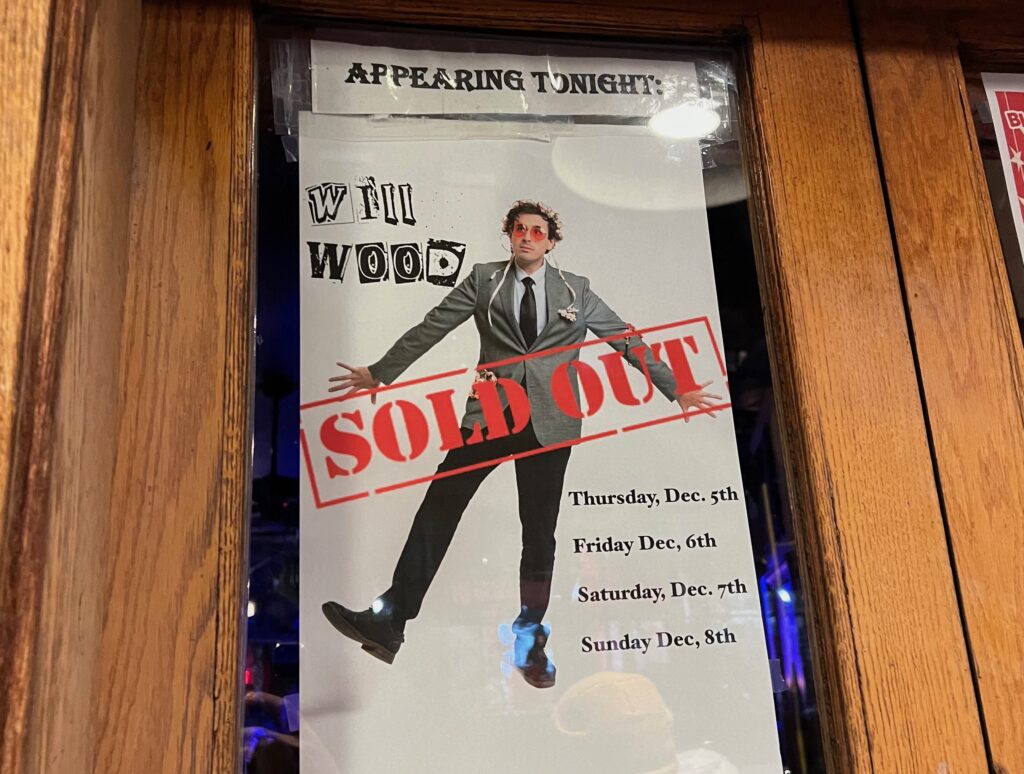 APPEARING TONIGHT:
Will
WOOD
SOLD OUT
Thursday, Dec. 5th
Friday Dec, 6th
Saturday, Dec. 7th
Sunday Dec, 8th